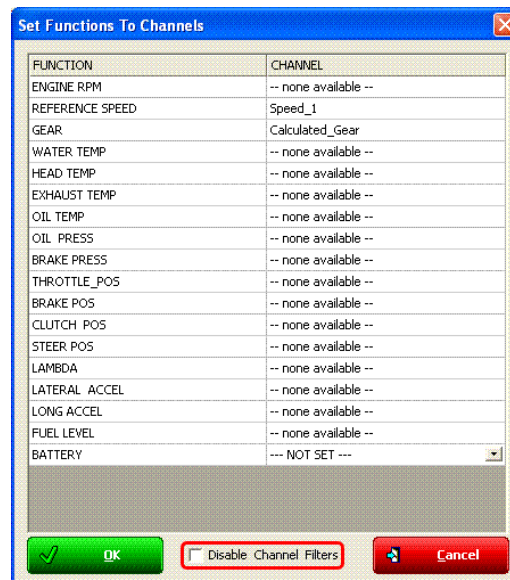 Set Functions To Channels
FUNCTION CHANNEL
ENGINE RPM -- none available --
REFERENCE SPEED Speed_1
GEAR Calculated_Gear
WATER TEMP -- none available --
HEAD TEMP -- none available --
EXHAUST TEMP -- none available --
OIL TEMP -- none available --
OIL PRESS -- none available --
BRAKE PRESS -- none available --
THROTTLE_POS -- none available --
BRAKE POS -- none available --
CLUTCH POS -- none available --
STEER POS -- none available --
LAMBDA -- none available --
LATERAL ACCEL -- none available --
LONG ACCEL -- none available --
FUEL LEVEL -- none available --
BATTERY --- NOT SET ---
OK Disable Channel Filters Cancel